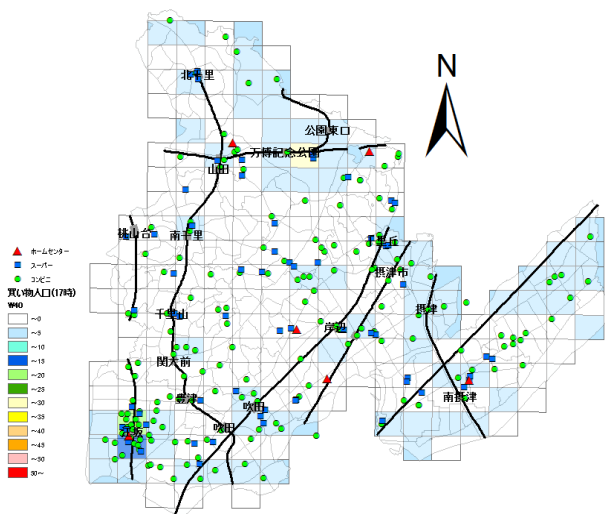 N
北千里
公園東口
万博記念公園
山田
桃山台
南千里
千里丘
摂津市
摂津
千里山
岸辺
関大前
豊津
吹田
吹田
南摂津
ホームセンター
スーパー
コンビニ
買い物人口(17時)
W40
～0
～5
～10
～15
～20
～25
～30
～35
～40
～45
～50
50～